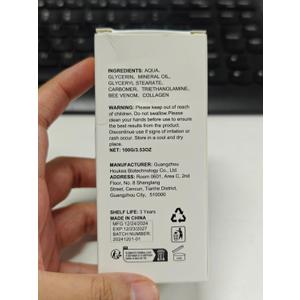 INGREDIENTS: AQUA,
GLYCERIN, MINERAL OIL,
GLYCERYL STEARATE,
CARBOMER, TRIETHANOLAMINE,
BEE VENOM, COLLAGEN
WARNING: Please keep out of reach
of children. Do not swallow.Please
clean your hands before use to ensure
the best results from the product.
Discontinue use if signs of irritation or
rash occur. Store in a cool and dry
place.
NET: 100G/3.53OZ
MANUFACTURER: Guangzhou
Houkea Biotechnology Co., Ltd.
ADDRESS: Room 0601, Area C, 2nd
Floor, No. 8 Shangliang
Street, Cencun, Tianhe District,
Guangzhou City, 510000
SHELF LIFE: 3 Years
MADE IN CHINA
MFG 12/24/2024
EXP 12/23/2027
BATCH NUMBER:
20241201-01